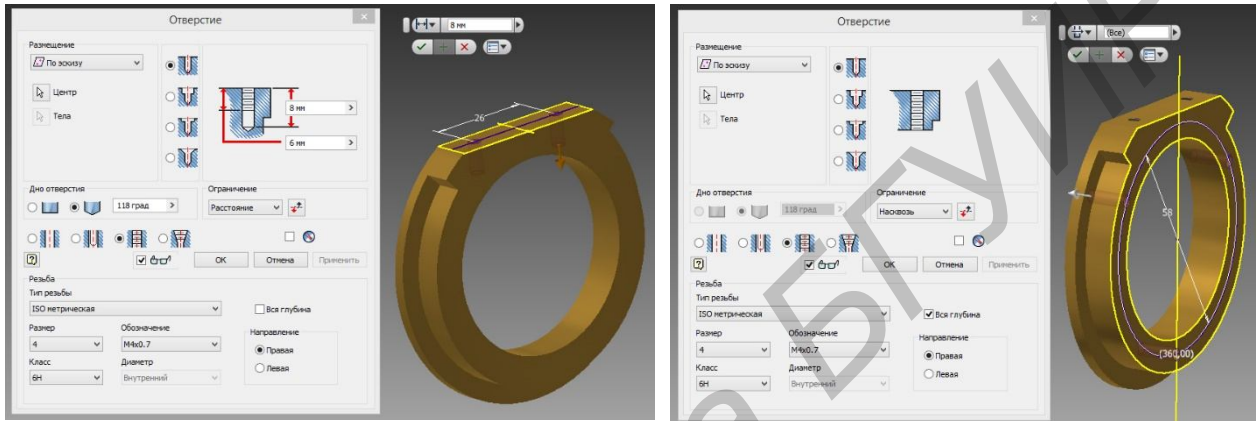 Отверстие
Размещение
По эскизу
Центр
Тела
8 мм
6 мм
Дно отверстия
118 град
Ограничение
Расстояние
ОК
Отмена
Применить
Резьба
Тип резьбы
ISO метрическая
Вся глубина
Размер
Обозначение
4
M4x0.7
Направление
Правая
Левая
Класс
Диаметр
6H
Внутренний
8 мм
26
Отверстие
Размещение
По эскизу
Центр
Тела
Дно отверстия
118 град
Ограничение
Насквозь
ОК
Отмена
Применить
Резьба
Тип резьбы
ISO метрическая
Вся глубина
Размер
Обозначение
4
M4x0.7
Направление
Правая
Левая
Класс
Диаметр
6H
Внутренний
(Все)
58
(360,00)
а БГУИР